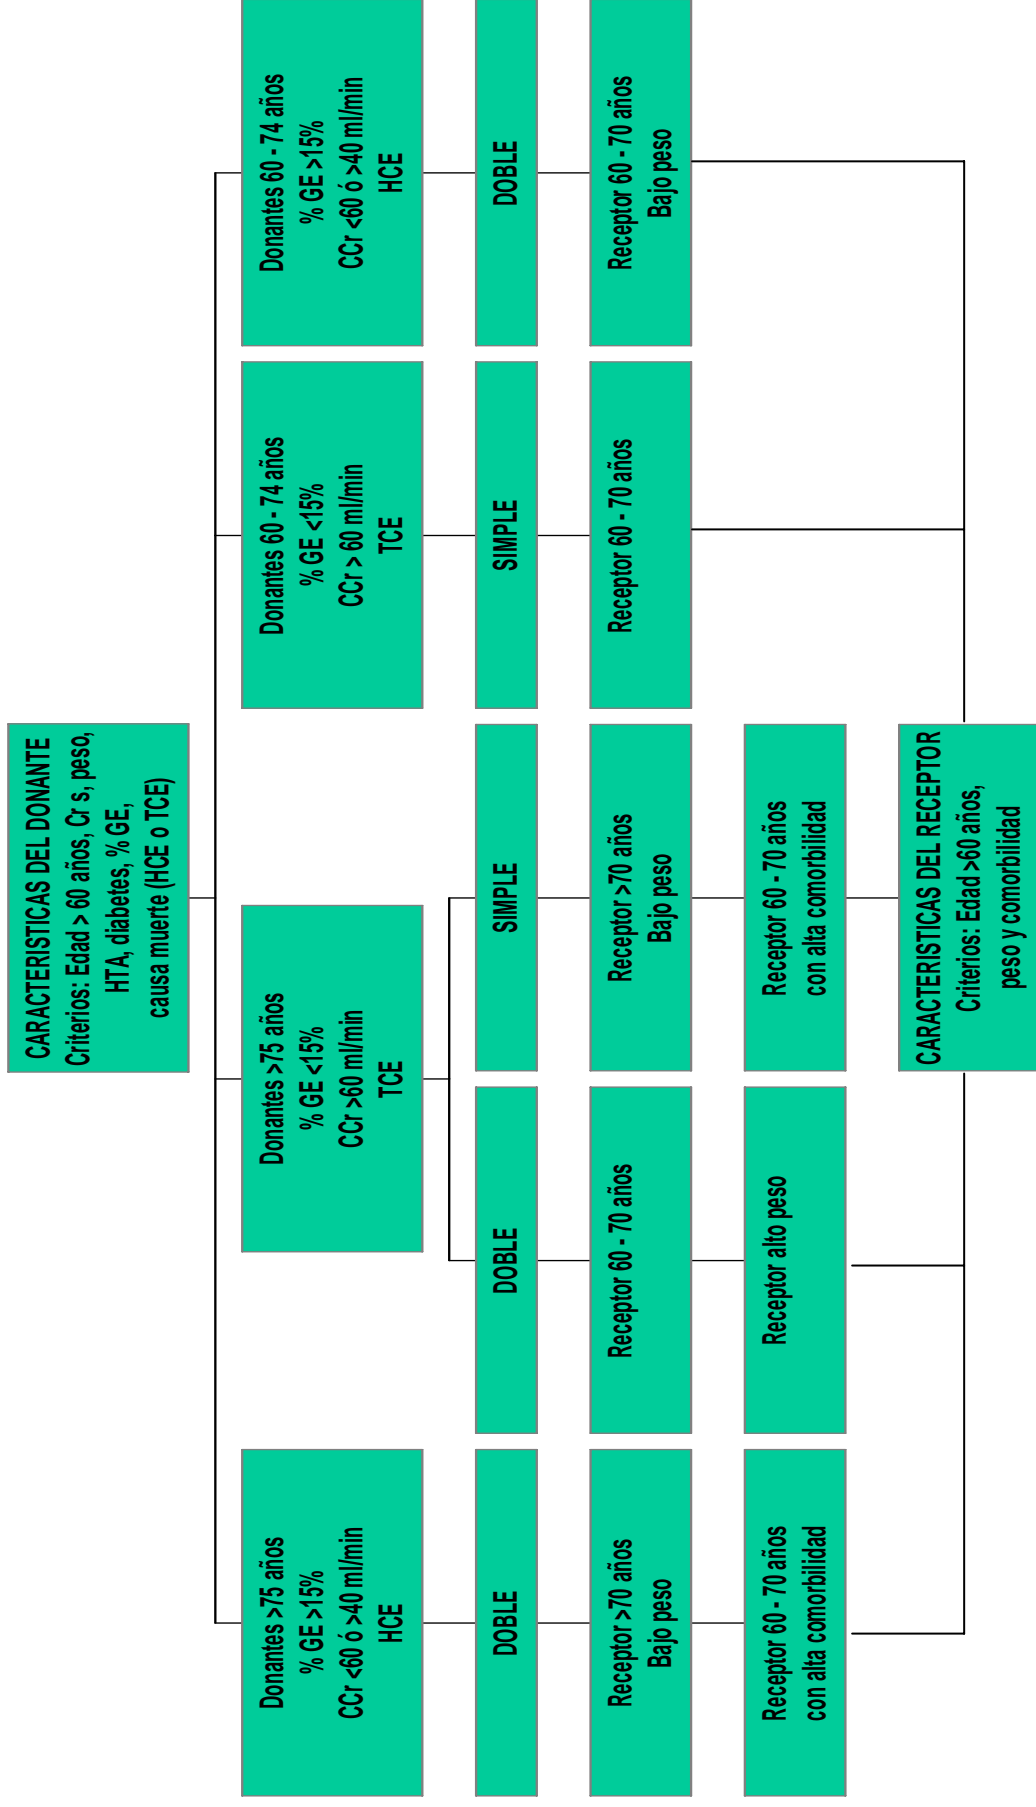 CARACTERISTICAS DEL DONANTE
Criterios: Edad > 60 años, Cr s, peso,
HTA, diabetes, % GE,
causa muerte (HCE o TCE)
Donantes >75 años
% GE >15%
CCr <60 ó >40 ml/min
HCE
Donantes >75 años
% GE <15%
CCr >60 ml/min
TCE
Donantes 60 - 74 años
% GE <15%
CCr > 60 ml/min
TCE
Donantes 60 - 74 años
% GE >15%
CCr <60 ó >40 ml/min
HCE
DOBLE
DOBLE
SIMPLE
SIMPLE
DOBLE
Receptor >70 años
Bajo peso
Receptor 60 - 70 años
Receptor >70 años
Bajo peso
Receptor 60 - 70 años
Receptor 60 - 70 años
Bajo peso
Receptor 60 - 70 años
con alta comorbilidad
Receptor alto peso
Receptor 60 - 70 años
con alta comorbilidad
CARACTERISTICAS DEL RECEPTOR
Criterios: Edad >60 años,
peso y comorbilidad